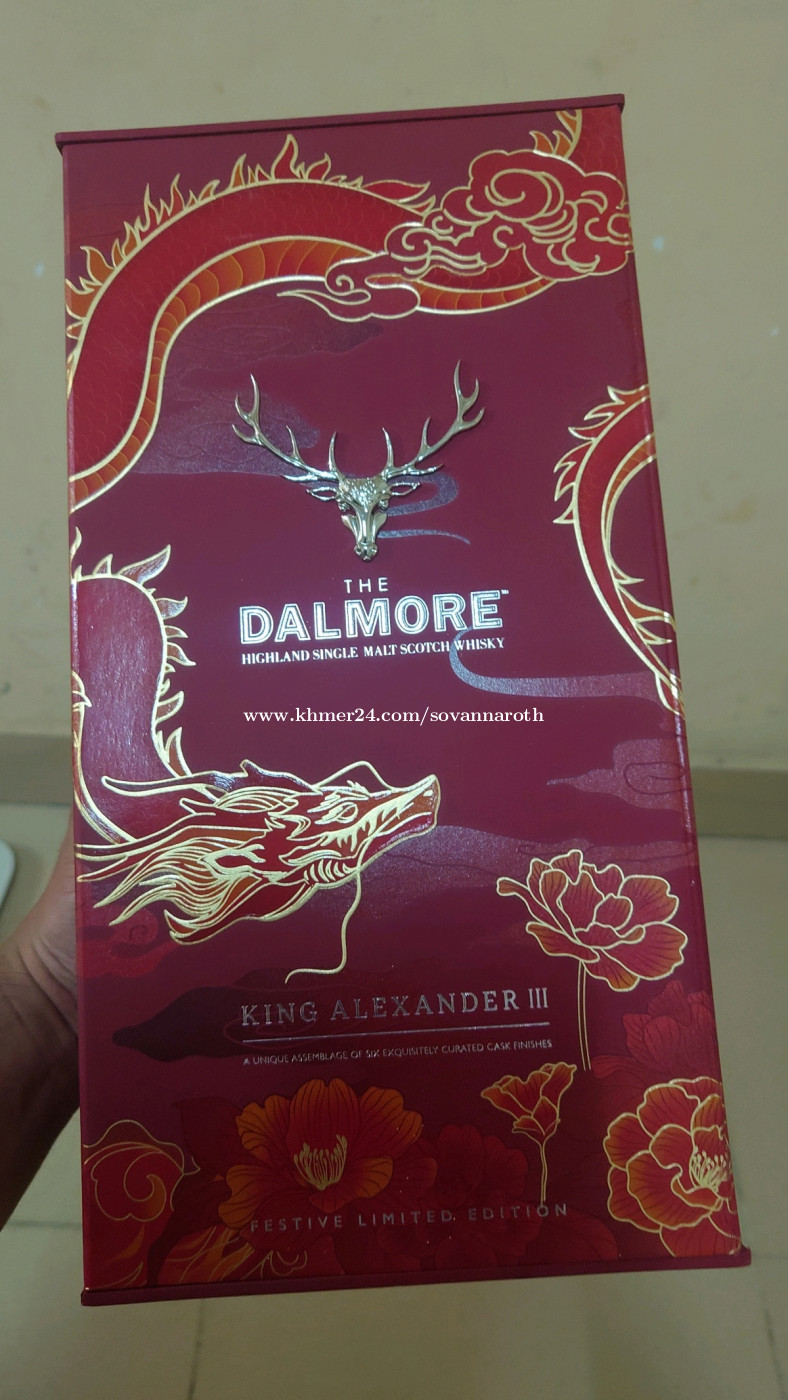 THE
DALMORE™
HIGHLAND SINGLE MALT SCOTCH WHISKY
www.khmer24.com/sovannaroth
KING ALEXANDER III
A UNIQUE ASSEMBLAGE OF SIX EXQUISITELY CURATED CASK FINISHES
FESTIVE LIMITED EDITION